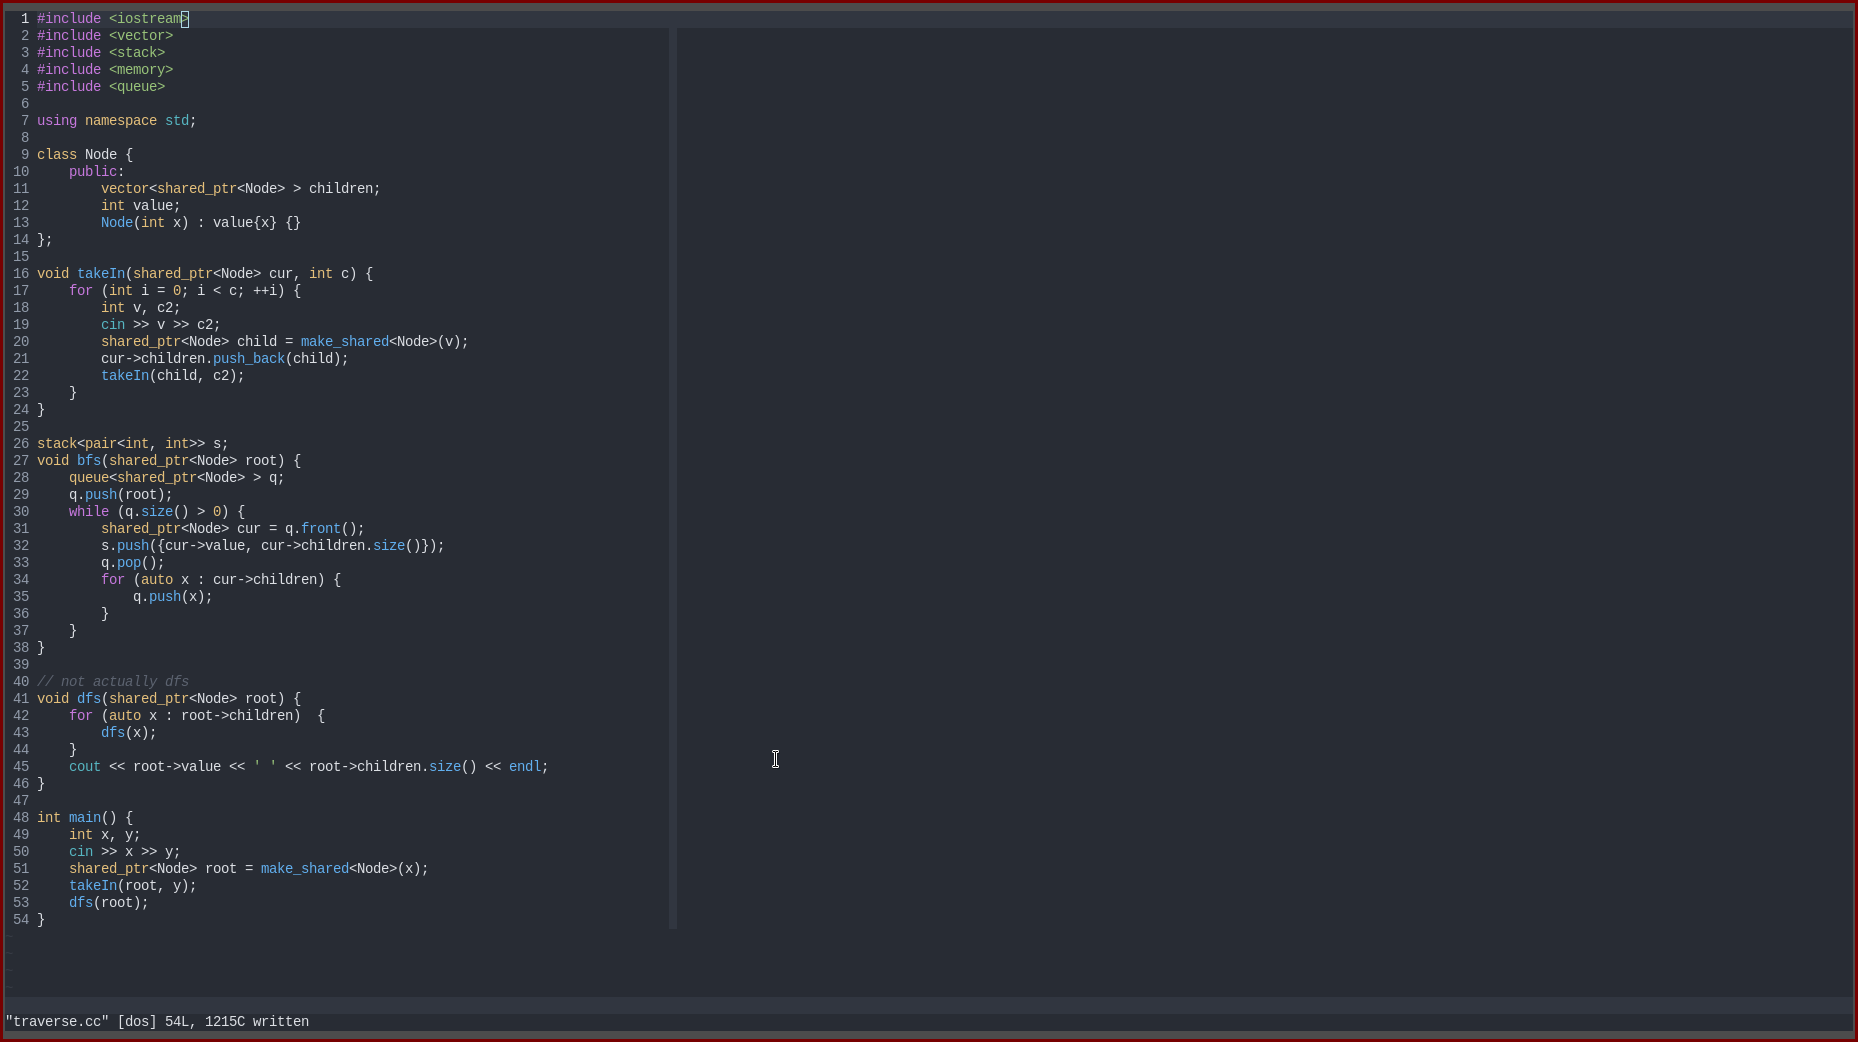 1 #include <iostream>
2 #include <vector>
3 #include <stack>
4 #include <memory>
5 #include <queue>
6
7 using namespace std;
8
9 class Node {
10     public:
11         vector<shared_ptr<Node> > children;
12         int value;
13         Node(int x) : value{x} {}
14 };
15
16 void takeIn(shared_ptr<Node> cur, int c) {
17     for (int i = 0; i < c; ++i) {
18         int v, c2;
19         cin >> v >> c2;
20         shared_ptr<Node> child = make_shared<Node>(v);
21         cur->children.push_back(child);
22         takeIn(child, c2);
23     }
24 }
25
26 stack<pair<int, int>> s;
27 void bfs(shared_ptr<Node> root) {
28     queue<shared_ptr<Node> > q;
29     q.push(root);
30     while (q.size() > 0) {
31         shared_ptr<Node> cur = q.front();
32         s.push({cur->value, cur->children.size()});
33         q.pop();
34         for (auto x : cur->children) {
35             q.push(x);
36         }
37     }
38 }
39
40 // not actually dfs
41 void dfs(shared_ptr<Node> root) {
42     for (auto x : root->children)  {
43         dfs(x);
44     }
45     cout << root->value << ' ' << root->children.size() << endl;
46 }
47
48 int main() {
49     int x, y;
50     cin >> x >> y;
51     shared_ptr<Node> root = make_shared<Node>(x);
52     takeIn(root, y);
53     dfs(root);
54 }
~
~
~
~
"traverse.cc" [dos] 54L, 1215C written